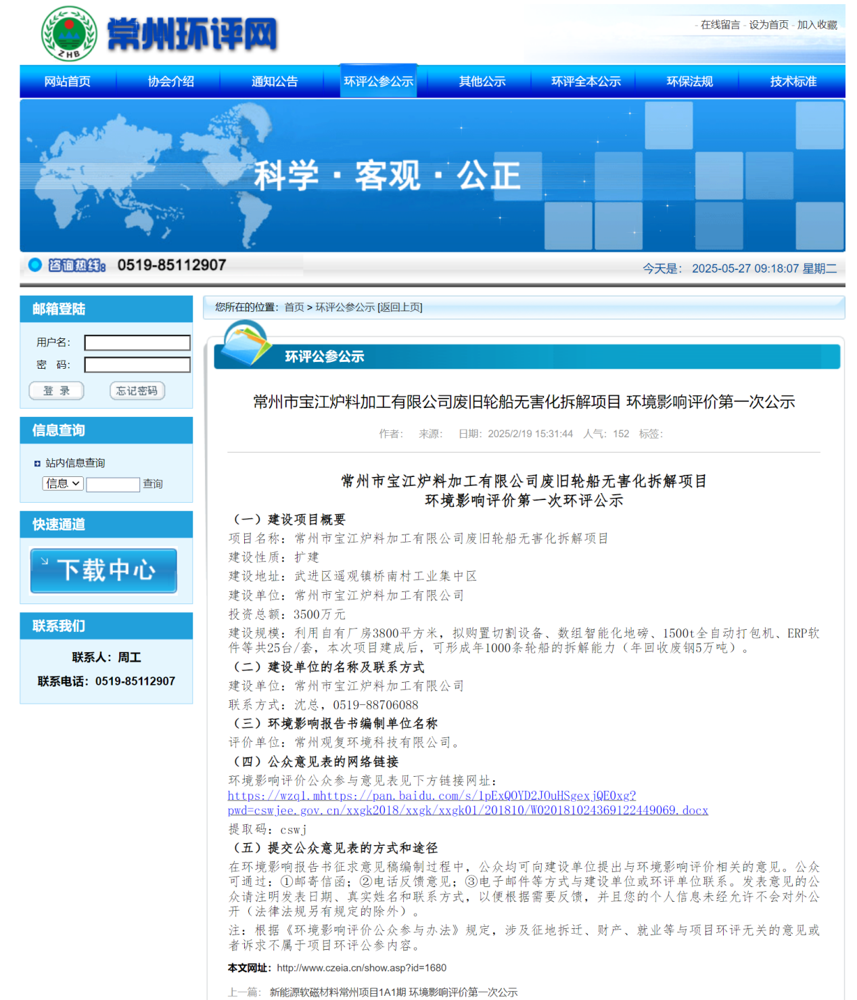 ZHB
常州环评网
- 在线留言 - 设为首页 - 加入收藏
网站首页 协会介绍 通知公告 环评公参公示 其他公示 环评全本公示 环保法规 技术标准
科学·客观·公正
咨询热线: 0519-85112907
今天是： 2025-05-27 09:18:07 星期二
邮箱登陆
用户名：
密 码：
登 录 忘记密码
信息查询
站内信息查询
信息 查询
快速通道
下载中心
联系我们
联系人：周工
联系电话：0519-85112907
您所在的位置：首页 > 环评公参公示 [返回上页]
环评公参公示
常州市宝江炉料加工有限公司废旧轮船无害化拆解项目 环境影响评价第一次公示
作者： 来源： 日期：2025/2/19 15:31:44 人气：152 标签：
常州市宝江炉料加工有限公司废旧轮船无害化拆解项目
环境影响评价第一次环评公示
（一）建设项目概要
项目名称：常州市宝江炉料加工有限公司废旧轮船无害化拆解项目
建设性质：扩建
建设地址：武进区遥观镇桥南村工业集中区
建设单位：常州市宝江炉料加工有限公司
投资总额：3500万元
建设规模：利用自有厂房3800平方米，拟购置切割设备、数组智能化地磅、1500t全自动打包机、ERP软
件等共25台/套，本次项目建成后，可形成年1000条轮船的拆解能力（年回收废钢5万吨）。
（二）建设单位的名称及联系方式
建设单位：常州市宝江炉料加工有限公司
联系方式：沈总，0519-88706088
（三）环境影响报告书编制单位名称
评价单位：常州观复环境科技有限公司。
（四）公众意见表的网络链接
环境影响评价公众参与意见表见下方链接网址：
https://wzq1.mhttps://pan.baidu.com/s/1pExQOYD2JOuHSgexjQE0xg?
pwd=cswjee.gov.cn/xxgk2018/xxgk/xxgk01/201810/W020181024369122449069.docx
提取码：cswj
（五）提交公众意见表的方式和途径
在环境影响报告书征求意见稿编制过程中，公众均可向建设单位提出与环境影响评价相关的意见。公众
可通过：①邮寄信函；②电话反馈意见；③电子邮件等方式与建设单位或环评单位联系。发表意见的公
众请注明发表日期、真实姓名和联系方式，以便根据需要反馈，并且您的个人信息未经允许不会对外公
开（法律法规另有规定的除外）。
注：根据《环境影响评价公众参与办法》规定，涉及征地拆迁、财产、就业等与项目环评无关的意见或
者诉求不属于项目环评公参内容。
本文网址：http://www.czeia.cn/show.asp?id=1680
上一篇： 新能源软磁材料常州项目1A1期 环境影响评价第一次公示